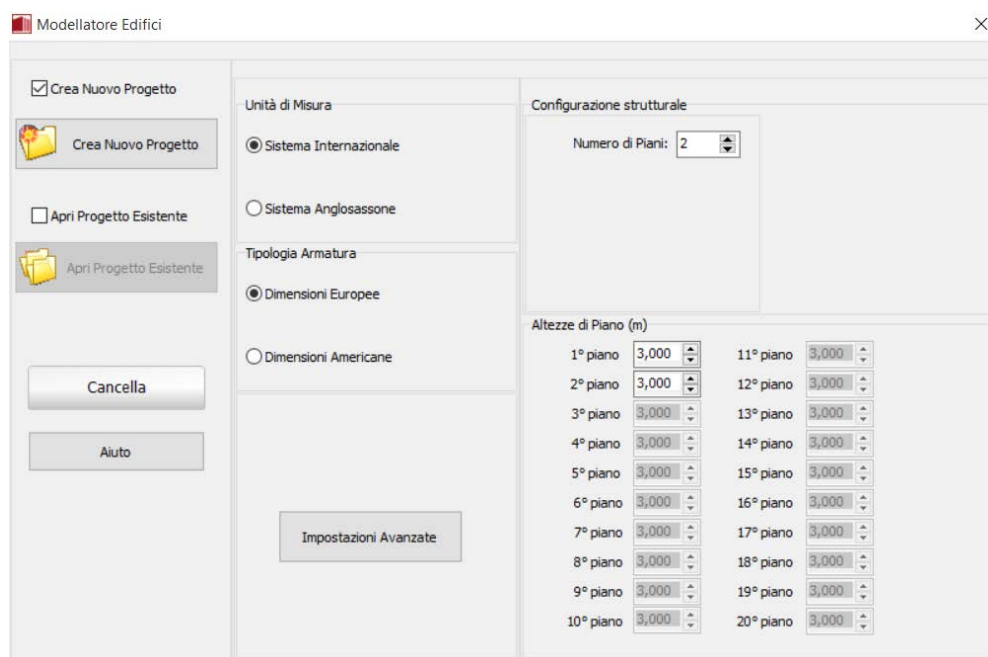 Modellatore Edifici
Crea Nuovo Progetto
Crea Nuovo Progetto
Apri Progetto Esistente
Apri Progetto Esistente
Cancella
Aiuto
Unità di Misura
Sistema Internazionale
Sistema Anglosassone
Tipologia Armatura
Dimensioni Europee
Dimensioni Americane
Impostazioni Avanzate
Configurazione strutturale
Numero di Piani: 2
Altezze di Piano (m)
1° piano 3,000 11° piano 3,000
2° piano 3,000 12° piano 3,000
3° piano 3,000 13° piano 3,000
4° piano 3,000 14° piano 3,000
5° piano 3,000 15° piano 3,000
6° piano 3,000 16° piano 3,000
7° piano 3,000 17° piano 3,000
8° piano 3,000 18° piano 3,000
9° piano 3,000 19° piano 3,000
10° piano 3,000 20° piano 3,000